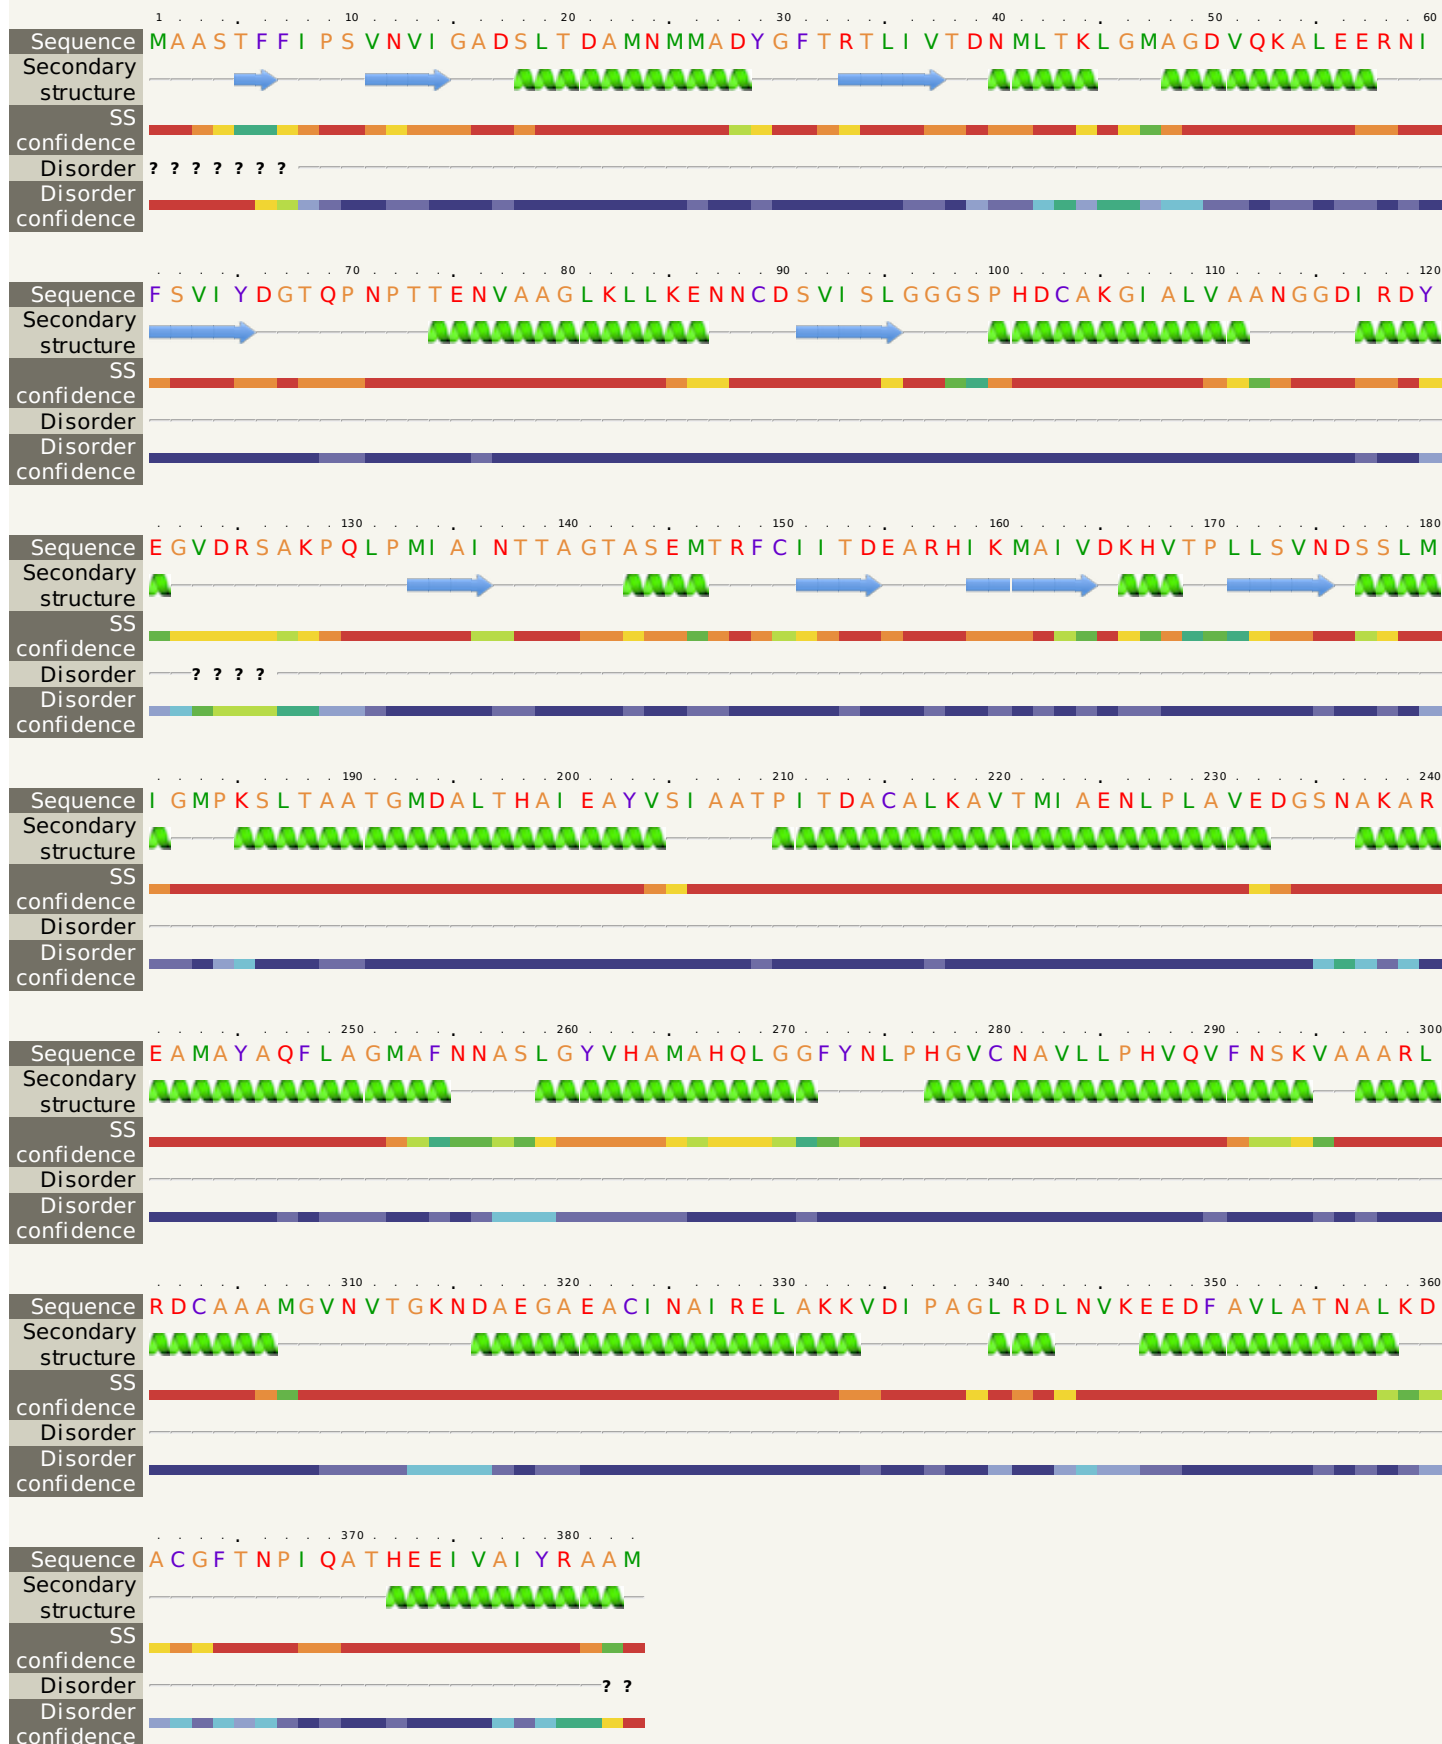 1 . . . . . . . . 10 . . . . . . . . . 20 . . . . . . . . . 30 . . . . . . . . . 40 . . . . . . . . . 50 . . . . . . . . . 60
Sequence MAASTFFIPSVNVIGADSLTDAMNMMADYGFTRTLIVTDNMLTKLGMAGDVQKALEERNI
Secondary
structure
SS
confidence
Disorder ? ? ? ? ? ? ?
Disorder
confidence
. . . . . . . . . 70 . . . . . . . . . 80 . . . . . . . . . 90 . . . . . . . . . 100 . . . . . . . . . 110 . . . . . . . . . 120
Sequence FSVIYDGTQPNPTTENVAAGLKLLKENNCDSVISLGGGSPHDCAKGIALVAANGGDIRDY
Secondary
structure
SS
confidence
Disorder
Disorder
confidence
. . . . . . . . . 130 . . . . . . . . . 140 . . . . . . . . . 150 . . . . . . . . . 160 . . . . . . . . . 170 . . . . . . . . . 180
Sequence EGVDRSAKPQLPMIAINTTAGTASEMTRFCIITDEARHIKMAIVDKHVTPLLSVNDSSLM
Secondary
structure
SS
confidence
Disorder ? ? ? ?
Disorder
confidence
. . . . . . . . . 190 . . . . . . . . . 200 . . . . . . . . . 210 . . . . . . . . . 220 . . . . . . . . . 230 . . . . . . . . . 240
Sequence IGMPKSLTAATGMDALTHAIEAYVSIAATPITDACALKAVTMIAENLPLAVEDGSNAKAR
Secondary
structure
SS
confidence
Disorder
Disorder
confidence
. . . . . . . . . 250 . . . . . . . . . 260 . . . . . . . . . 270 . . . . . . . . . 280 . . . . . . . . . 290 . . . . . . . . . 300
Sequence EAMAYAQFLAGMAFNNASLGYVHAMAHQLGGFYNLPHGVCNAVLLPHVQVFNSKVAAARL
Secondary
structure
SS
confidence
Disorder
Disorder
confidence
. . . . . . . . . 310 . . . . . . . . . 320 . . . . . . . . . 330 . . . . . . . . . 340 . . . . . . . . . 350 . . . . . . . . . 360
Sequence RDCAAAMGVNVTGKNDAEGAEACINAIRELAKKVDIPAGLRDLNVKEEDFAVLATNALKD
Secondary
structure
SS
confidence
Disorder
Disorder
confidence
. . . . . . . . . 370 . . . . . . . . . 380 . . .
Sequence ACGFTNPIQATHEEIVAIYRAAM
Secondary
structure
SS
confidence
Disorder ? ?
Disorder
confidence